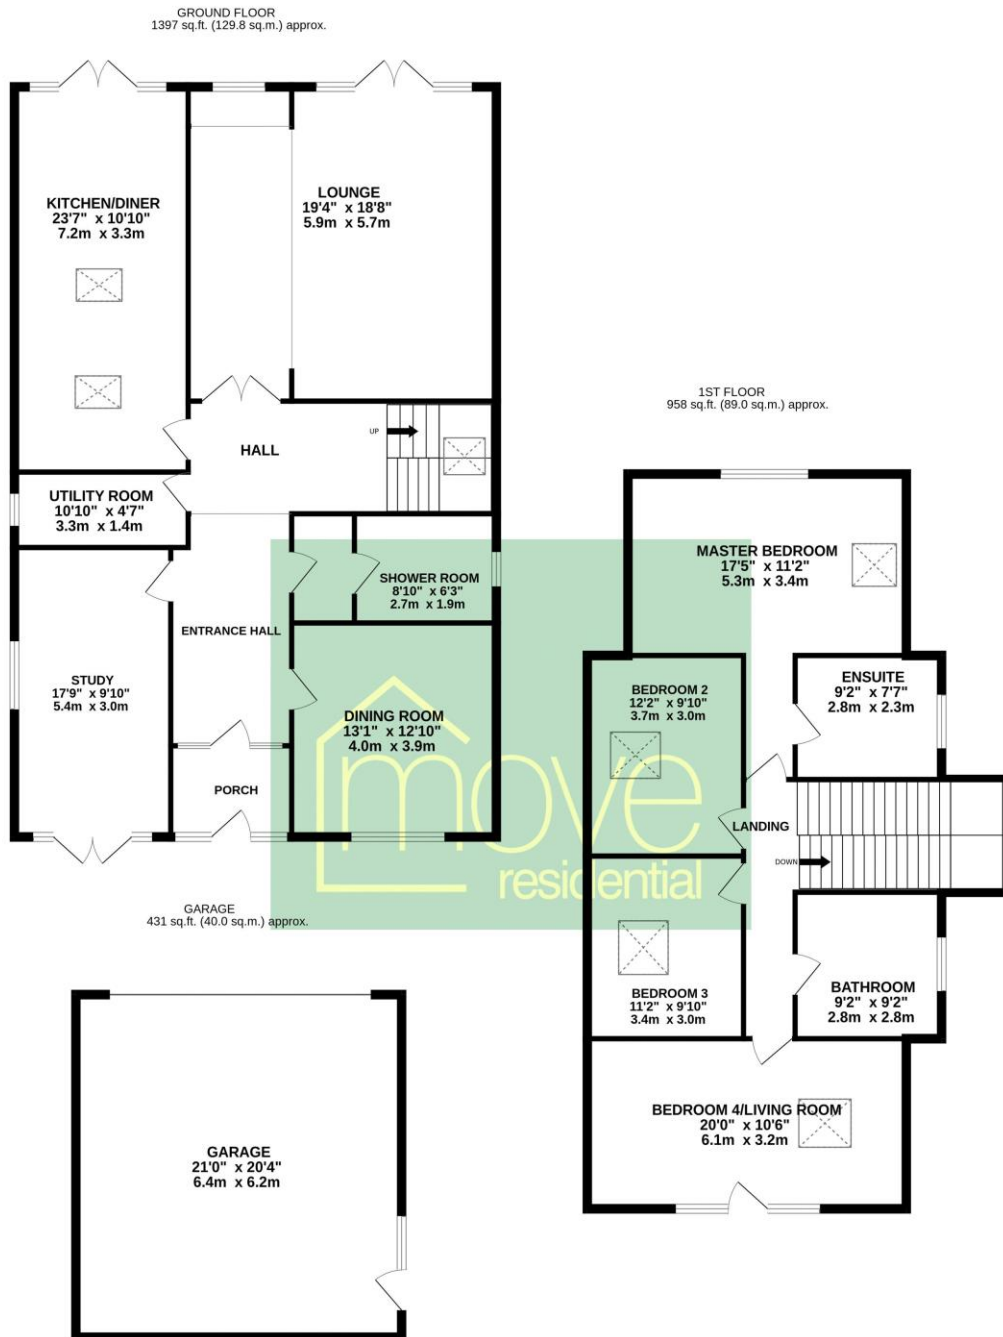 GROUND FLOOR
1397 sq.ft. (129.8 sq.m.) approx.
KITCHEN/DINER
23'7" x 10'10"
7.2m x 3.3m
LOUNGE
19'4" x 18'8"
5.9m x 5.7m
UP
HALL
UTILITY ROOM
10'10" x 4'7"
3.3m x 1.4m
SHOWER ROOM
8'10" x 6'3"
2.7m x 1.9m
ENTRANCE HALL
STUDY
17'9" x 9'10"
5.4m x 3.0m
DINING ROOM
13'1" x 12'10"
4.0m x 3.9m
PORCH
1ST FLOOR
958 sq.ft. (89.0 sq.m.) approx.
MASTER BEDROOM
17'5" x 11'2"
5.3m x 3.4m
ENSUITE
9'2" x 7'7"
2.8m x 2.3m
BEDROOM 2
12'2" x 9'10"
3.7m x 3.0m
LANDING
DOWN
BEDROOM 3
11'2" x 9'10"
3.4m x 3.0m
BATHROOM
9'2" x 9'2"
2.8m x 2.8m
BEDROOM 4/LIVING ROOM
20'0" x 10'6"
6.1m x 3.2m
move
residential
GARAGE
431 sq.ft. (40.0 sq.m.) approx.
GARAGE
21'0" x 20'4"
6.4m x 6.2m